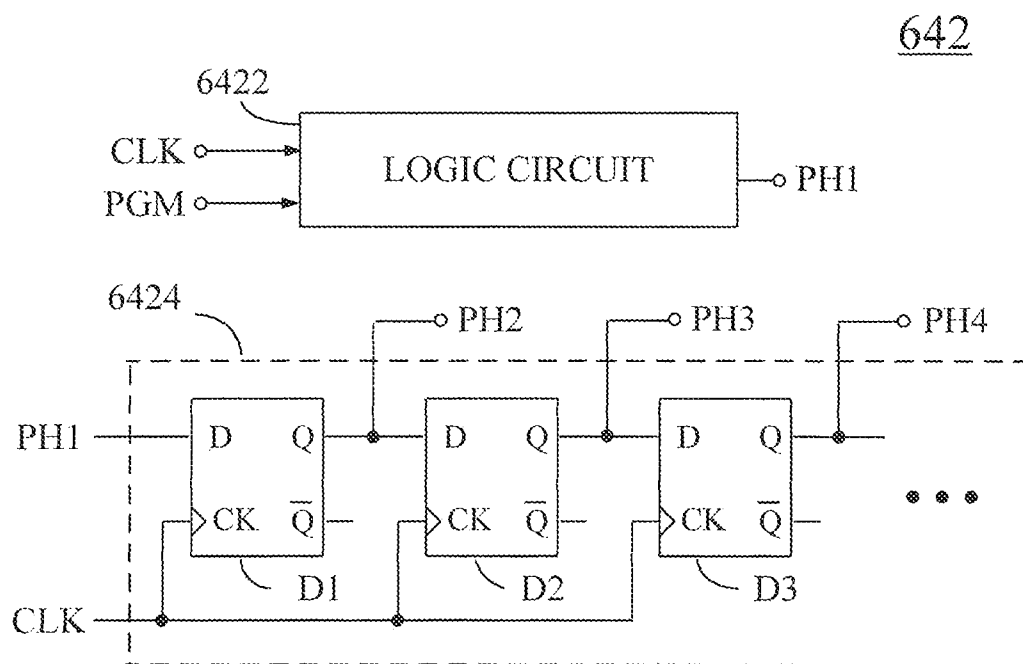 642
6422
CLK
LOGIC CIRCUIT
PH1
PGM
6424
PH2
PH3
PH4
PH1
D Q
D Q
D Q
CK Q̅
CK Q̅
CK Q̅
D1
D2
D3
CLK